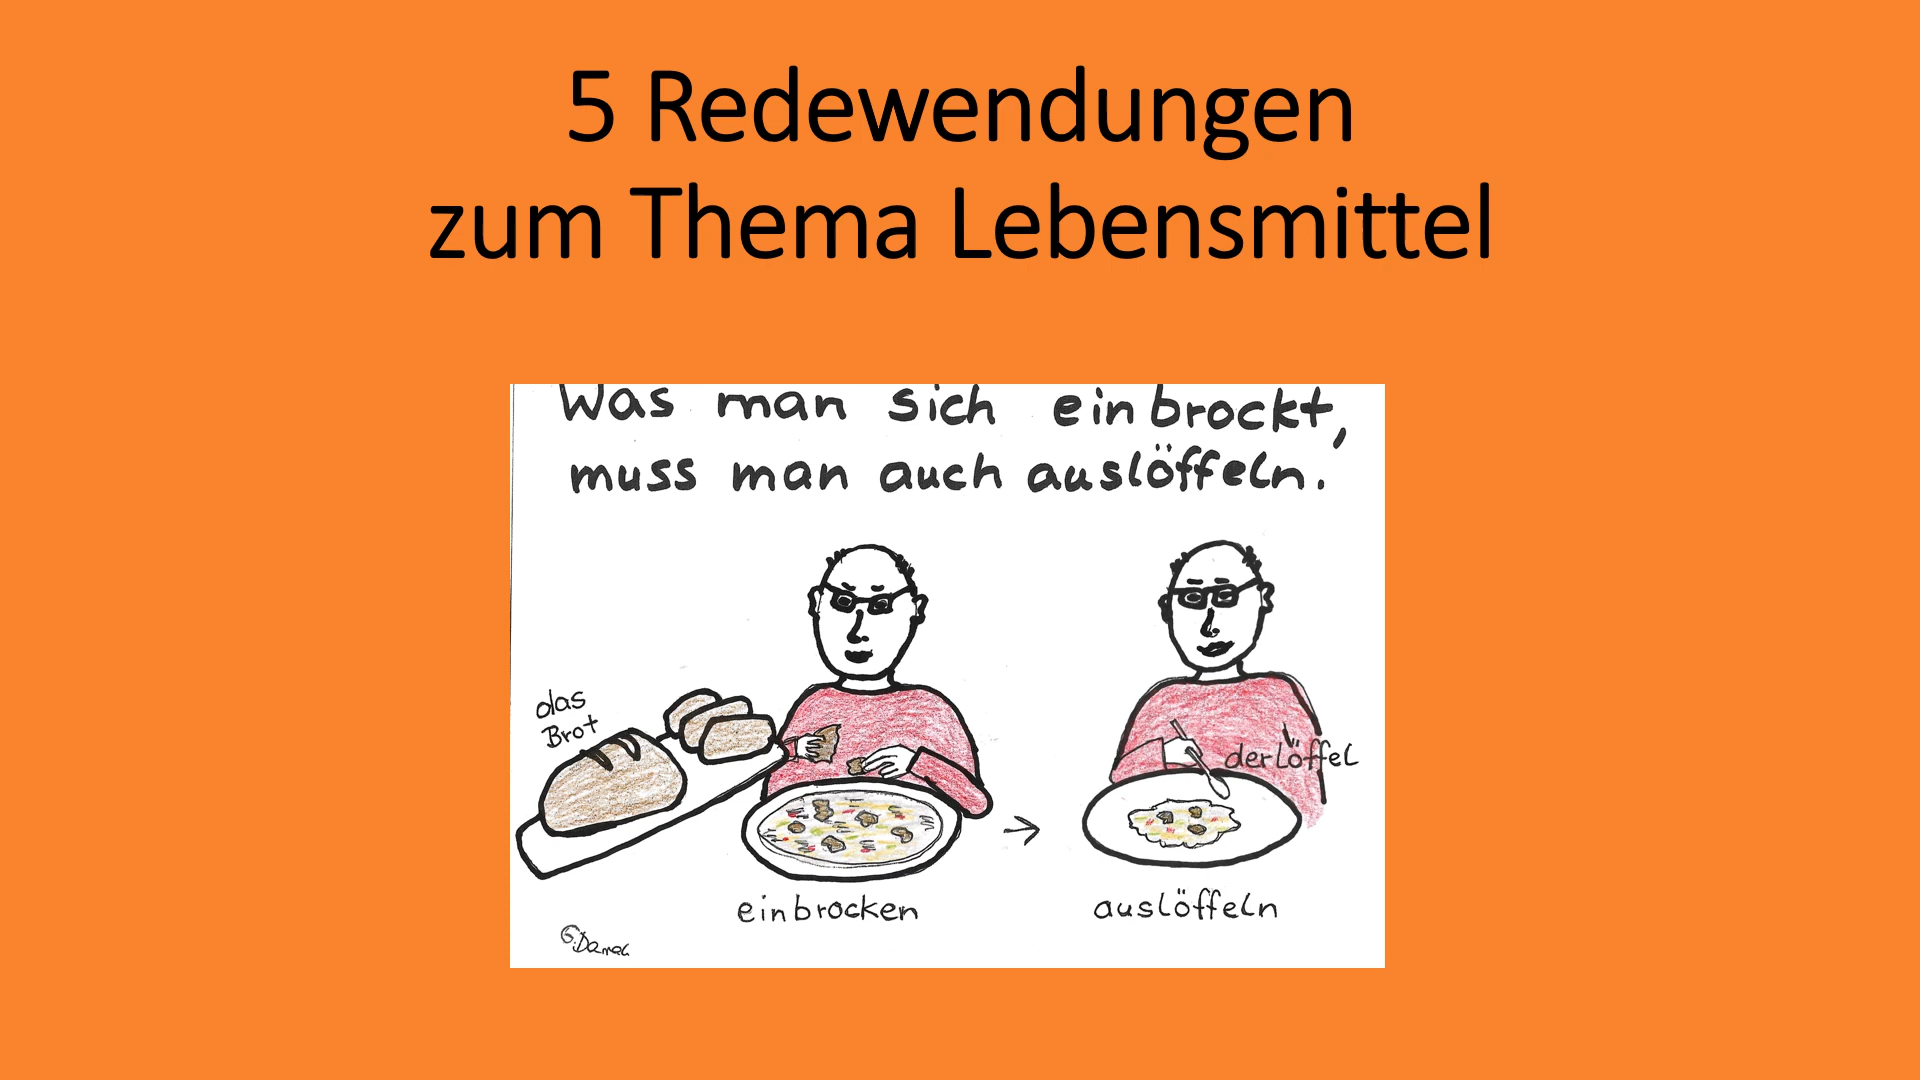 5 Redewendungen
zum Thema Lebensmittel
Was man sich einbrockt,
muss man auch auslöffeln.
das
Brot
der Löffel
einbrocken
auslöffeln